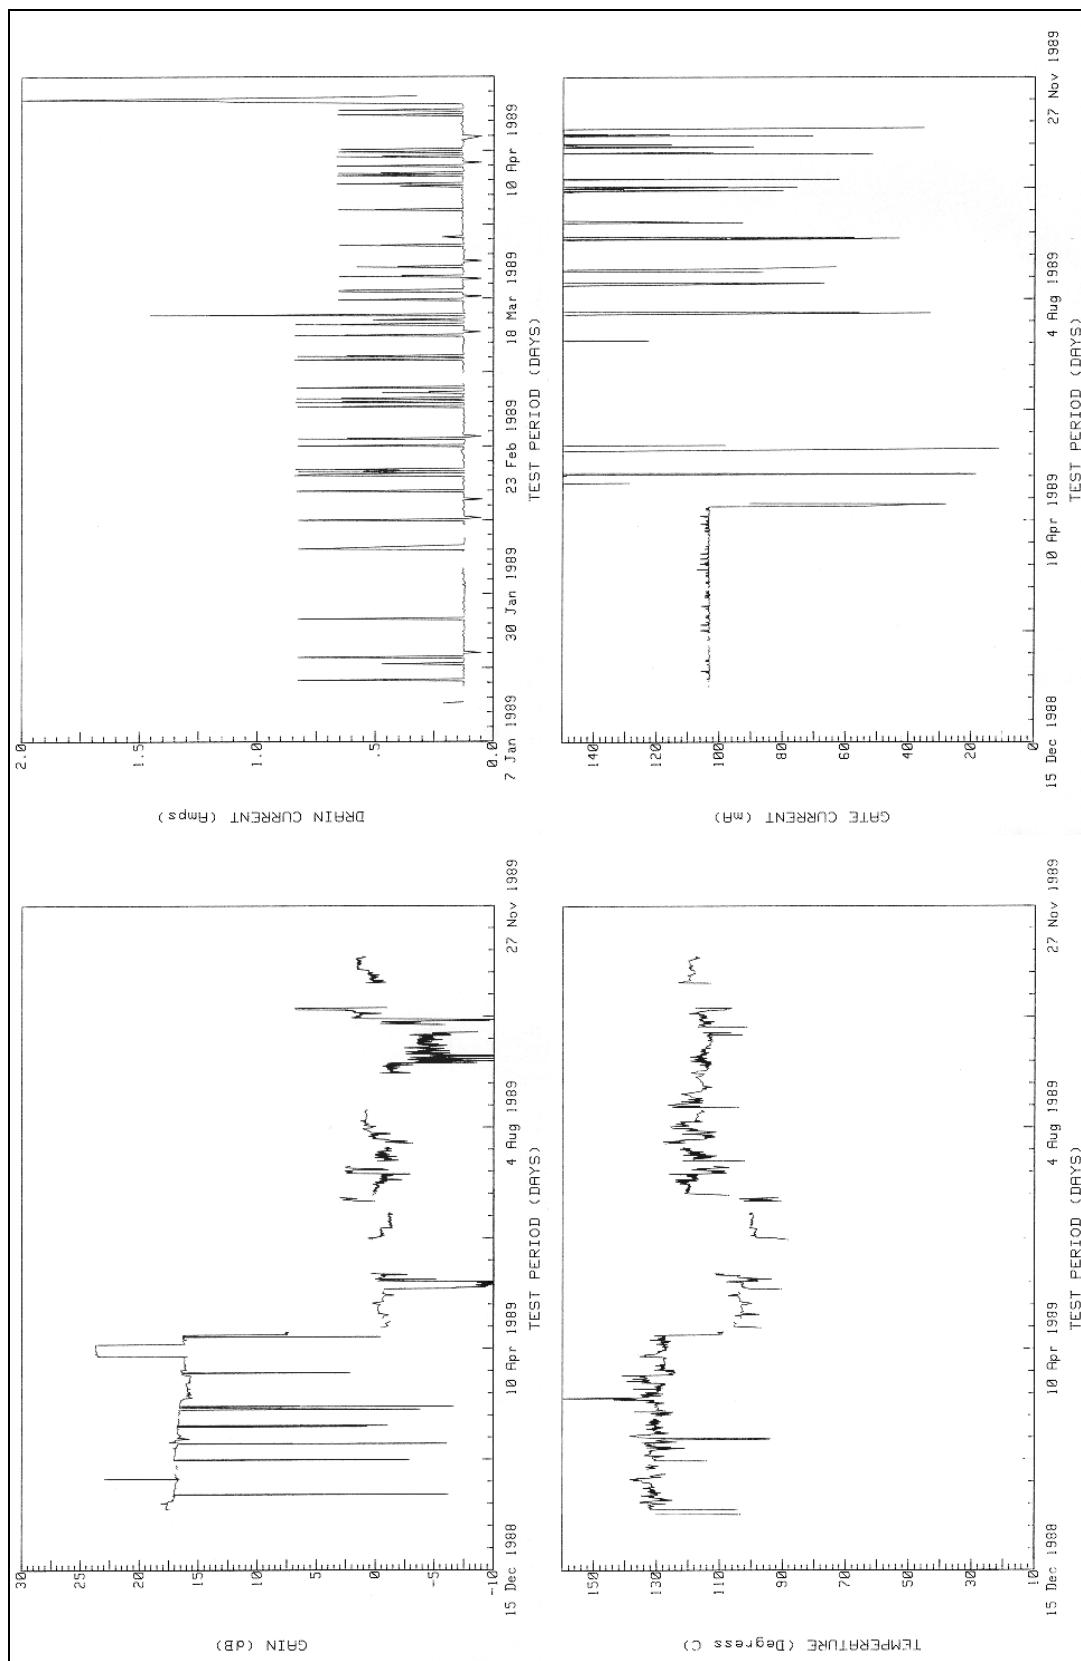 GAIN (dB)
30
25
20
15
10
5
0
-5
-10
15 Dec 1988
10 Apr 1989
4 Aug 1989
27 Nov 1989
TEST PERIOD (DAYS)
DRAIN CURRENT (Amps)
2.0
1.5
1.0
.5
0.0
7 Jan 1989
30 Jan 1989
23 Feb 1989
18 Mar 1989
10 Apr 1989
TEST PERIOD (DAYS)
TEMPERATURE (Degress C)
150
130
110
90
70
50
30
10
15 Dec 1988
10 Apr 1989
4 Aug 1989
27 Nov 1989
TEST PERIOD (DAYS)
GATE CURRENT (mA)
140
120
100
80
60
40
20
0
15 Dec 1988
10 Apr 1989
4 Aug 1989
27 Nov 1989
TEST PERIOD (DAYS)